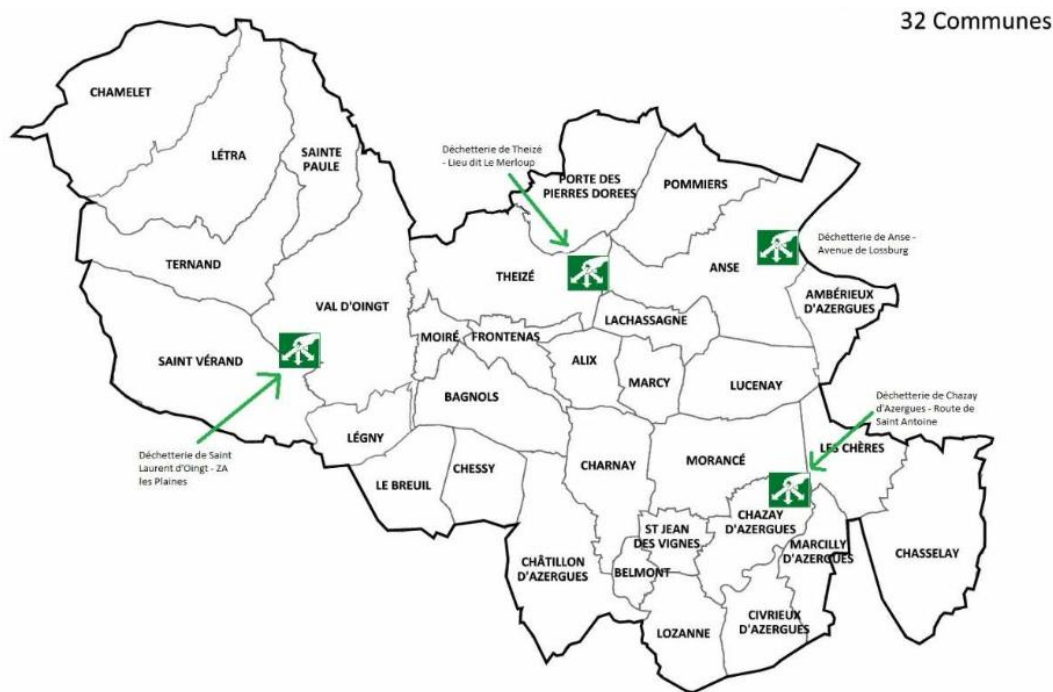 32 Communes
CHAMELET
LÉTRA
SAINTE
PAULE
Déchetterie de Theizé
- Lieu dit Le Merloup
PORTE DES
PIERRES DOREES
POMMIERS
TERNAND
THEIZÉ
ANSE
Déchetterie de Anse -
Avenue de Lossburg
AMBÉRIEUX
D'AZERGUES
VAL D'OINGT
LACHASSAGNE
MOIRÉ
FRONTENAS
SAINT VÉRAND
ALIX
MARCY
LUCENAY
BAGNOLS
Déchetterie de Chazay
d'Azergues - Route de
Saint Antoine
LÉGNY
Déchetterie de Saint
Laurent d'Oingt - ZA
les Plaines
LE BREUIL
CHESSY
CHARNAY
MORANCÉ
LES CHÈRES
CHAZAY
D'AZERGUES
ST JEAN
DES VIGNES
MARCILLY
D'AZERGUES
CHASSELAY
CHÂTILLON
D'AZERGUES
BELMONT
LOZANNE
CIVRIEUX
D'AZERGUES